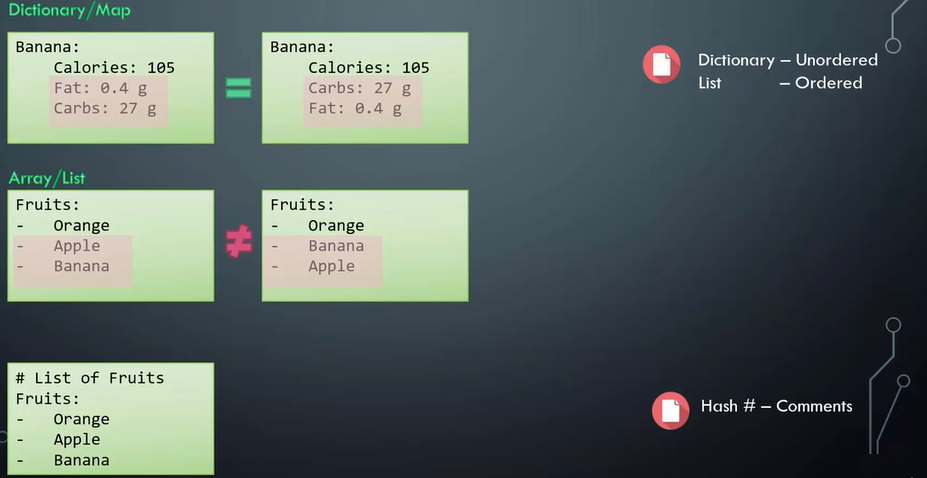 Dictionary/Map
Banana:
    Calories: 105
    Fat: 0.4 g
    Carbs: 27 g
=
Banana:
    Calories: 105
    Carbs: 27 g
    Fat: 0.4 g
Dictionary – Unordered
List – Ordered
Array/List
Fruits:
-   Orange
-   Apple
-   Banana
≠
Fruits:
-   Orange
-   Banana
-   Apple
# List of Fruits
Fruits:
-   Orange
-   Apple
-   Banana
Hash # – Comments